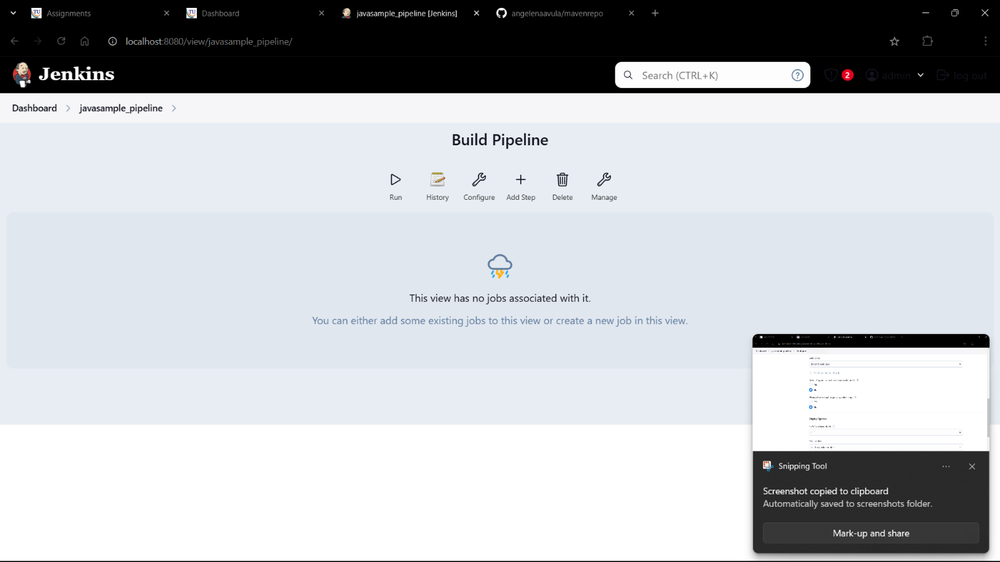 Assignments
Dashboard
javasample_pipeline [Jenkins]
angelenaavula/mavenrepo
localhost:8080/view/javasample_pipeline/
Jenkins
Search (CTRL+K)
2
admin
log out
Dashboard
javasample_pipeline
Build Pipeline
Run
History
Configure
Add Step
Delete
Manage
This view has no jobs associated with it.
You can either add some existing jobs to this view or create a new job in this view.
Snipping Tool
Screenshot copied to clipboard
Automatically saved to screenshots folder.
Mark-up and share